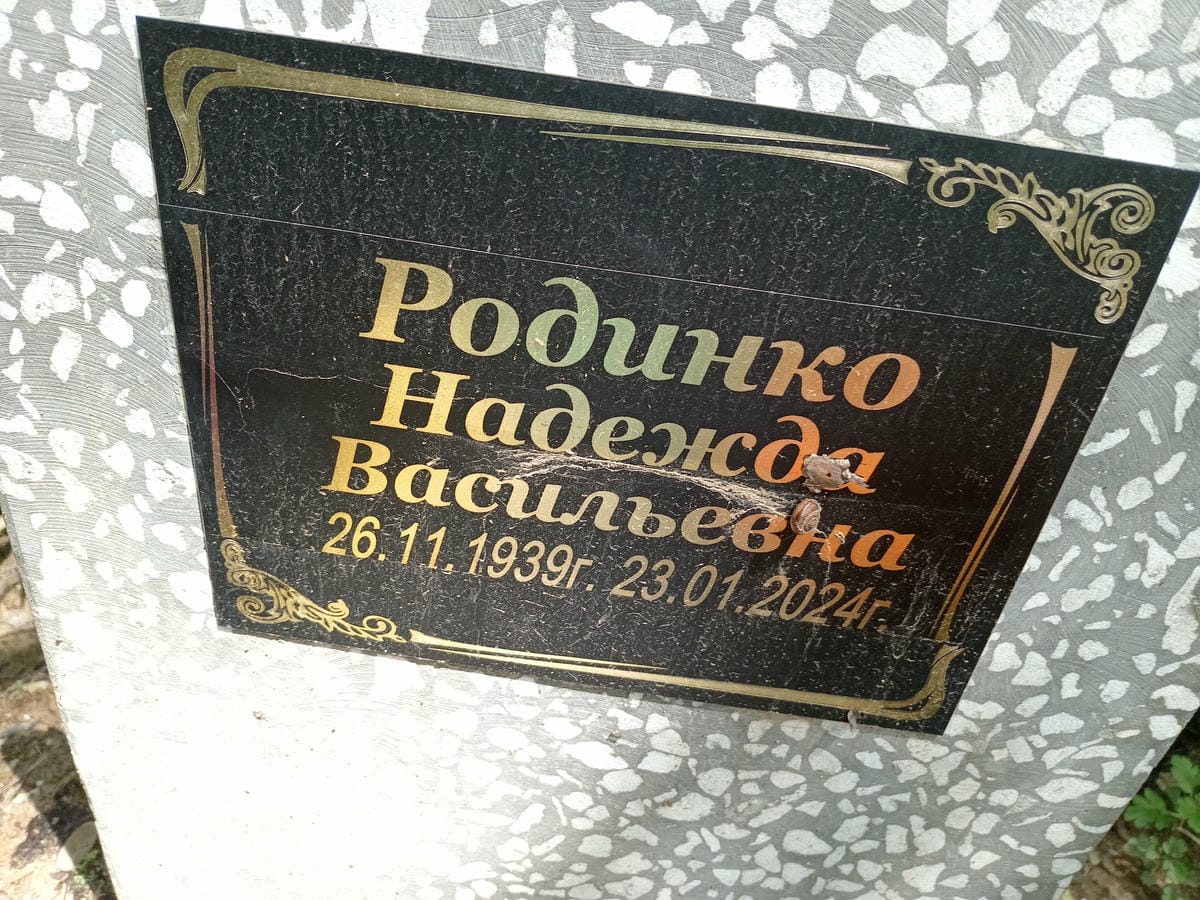 Родинко
Надежда
Васильевна
26.11.1939г. 23.01.2024г.